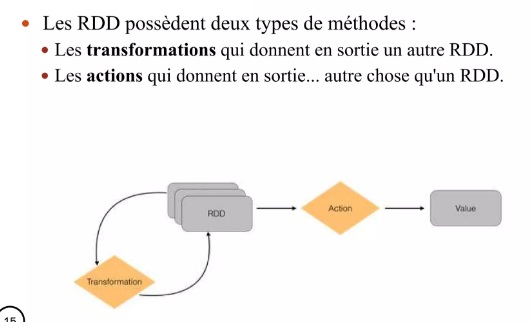 Les RDD possèdent deux types de méthodes :
Les transformations qui donnent en sortie un autre RDD.
Les actions qui donnent en sortie... autre chose qu'un RDD.
RDD
Action
Value
Transformation
15